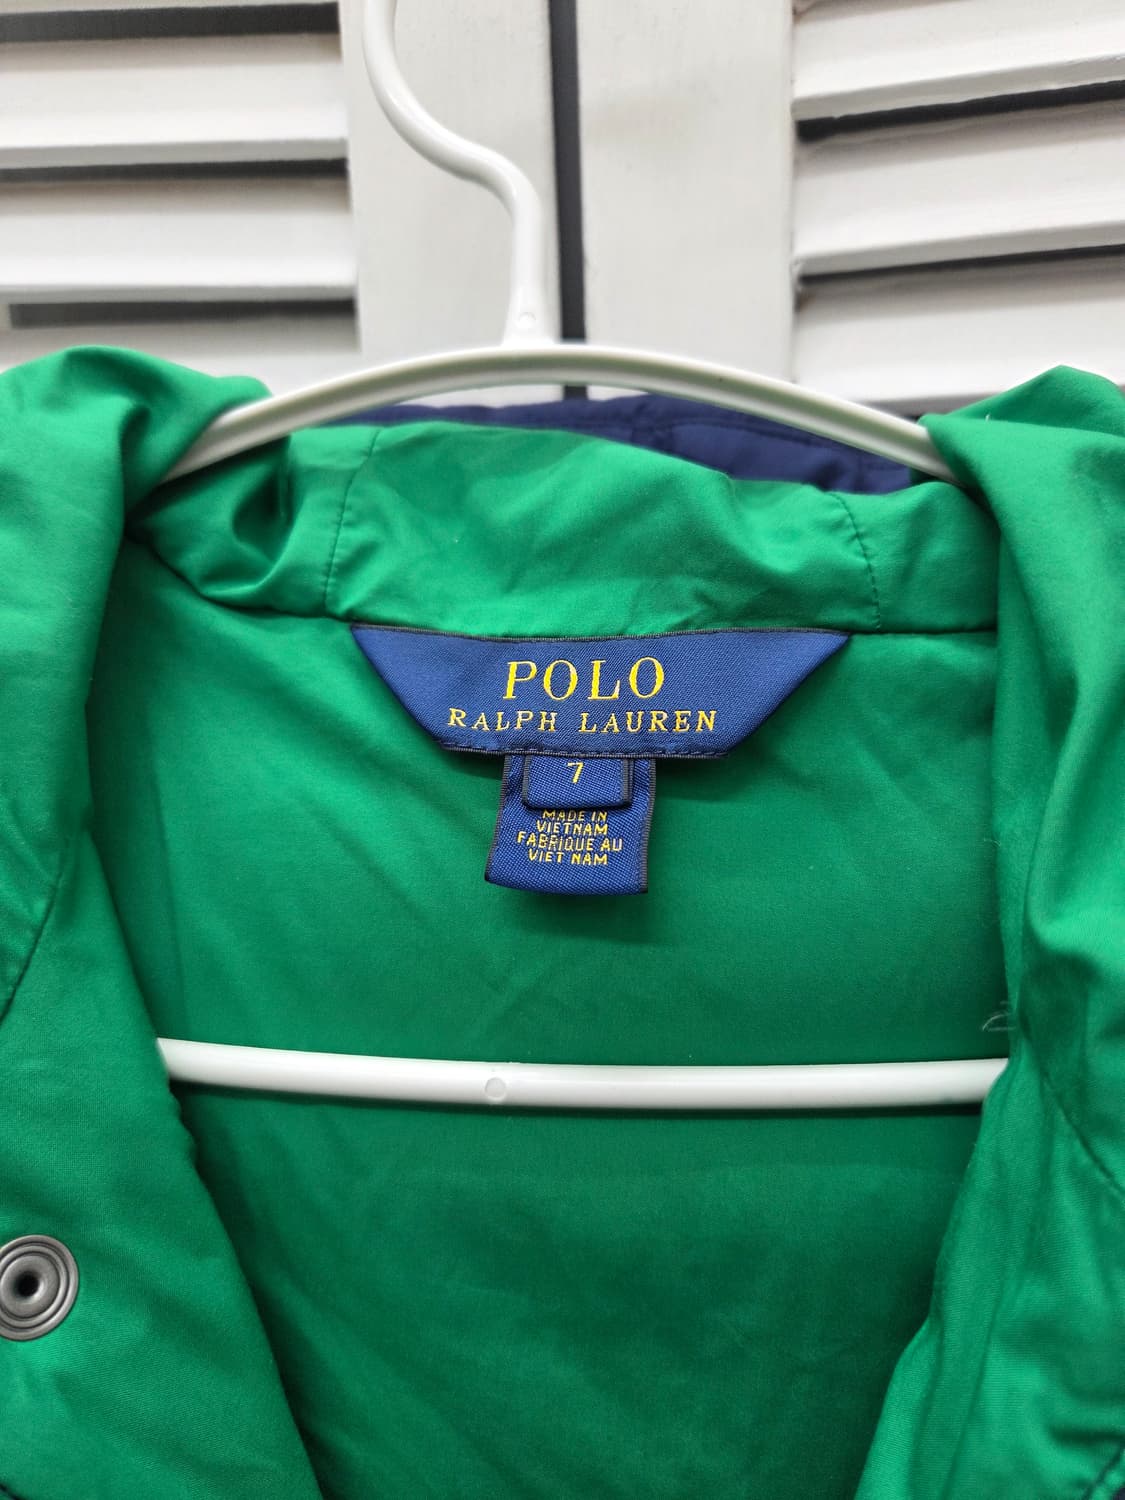 POLO
RALPH LAUREN
7
MADE IN
VIETNAM
FABRIQUE AU
VIET NAM